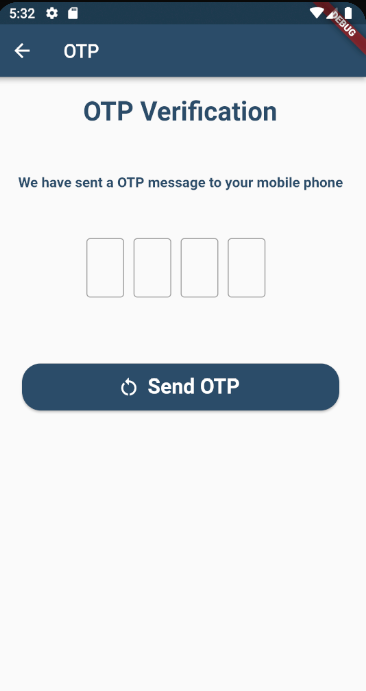 5:32
DEBUG
OTP
OTP Verification
We have sent a OTP message to your mobile phone
Send OTP